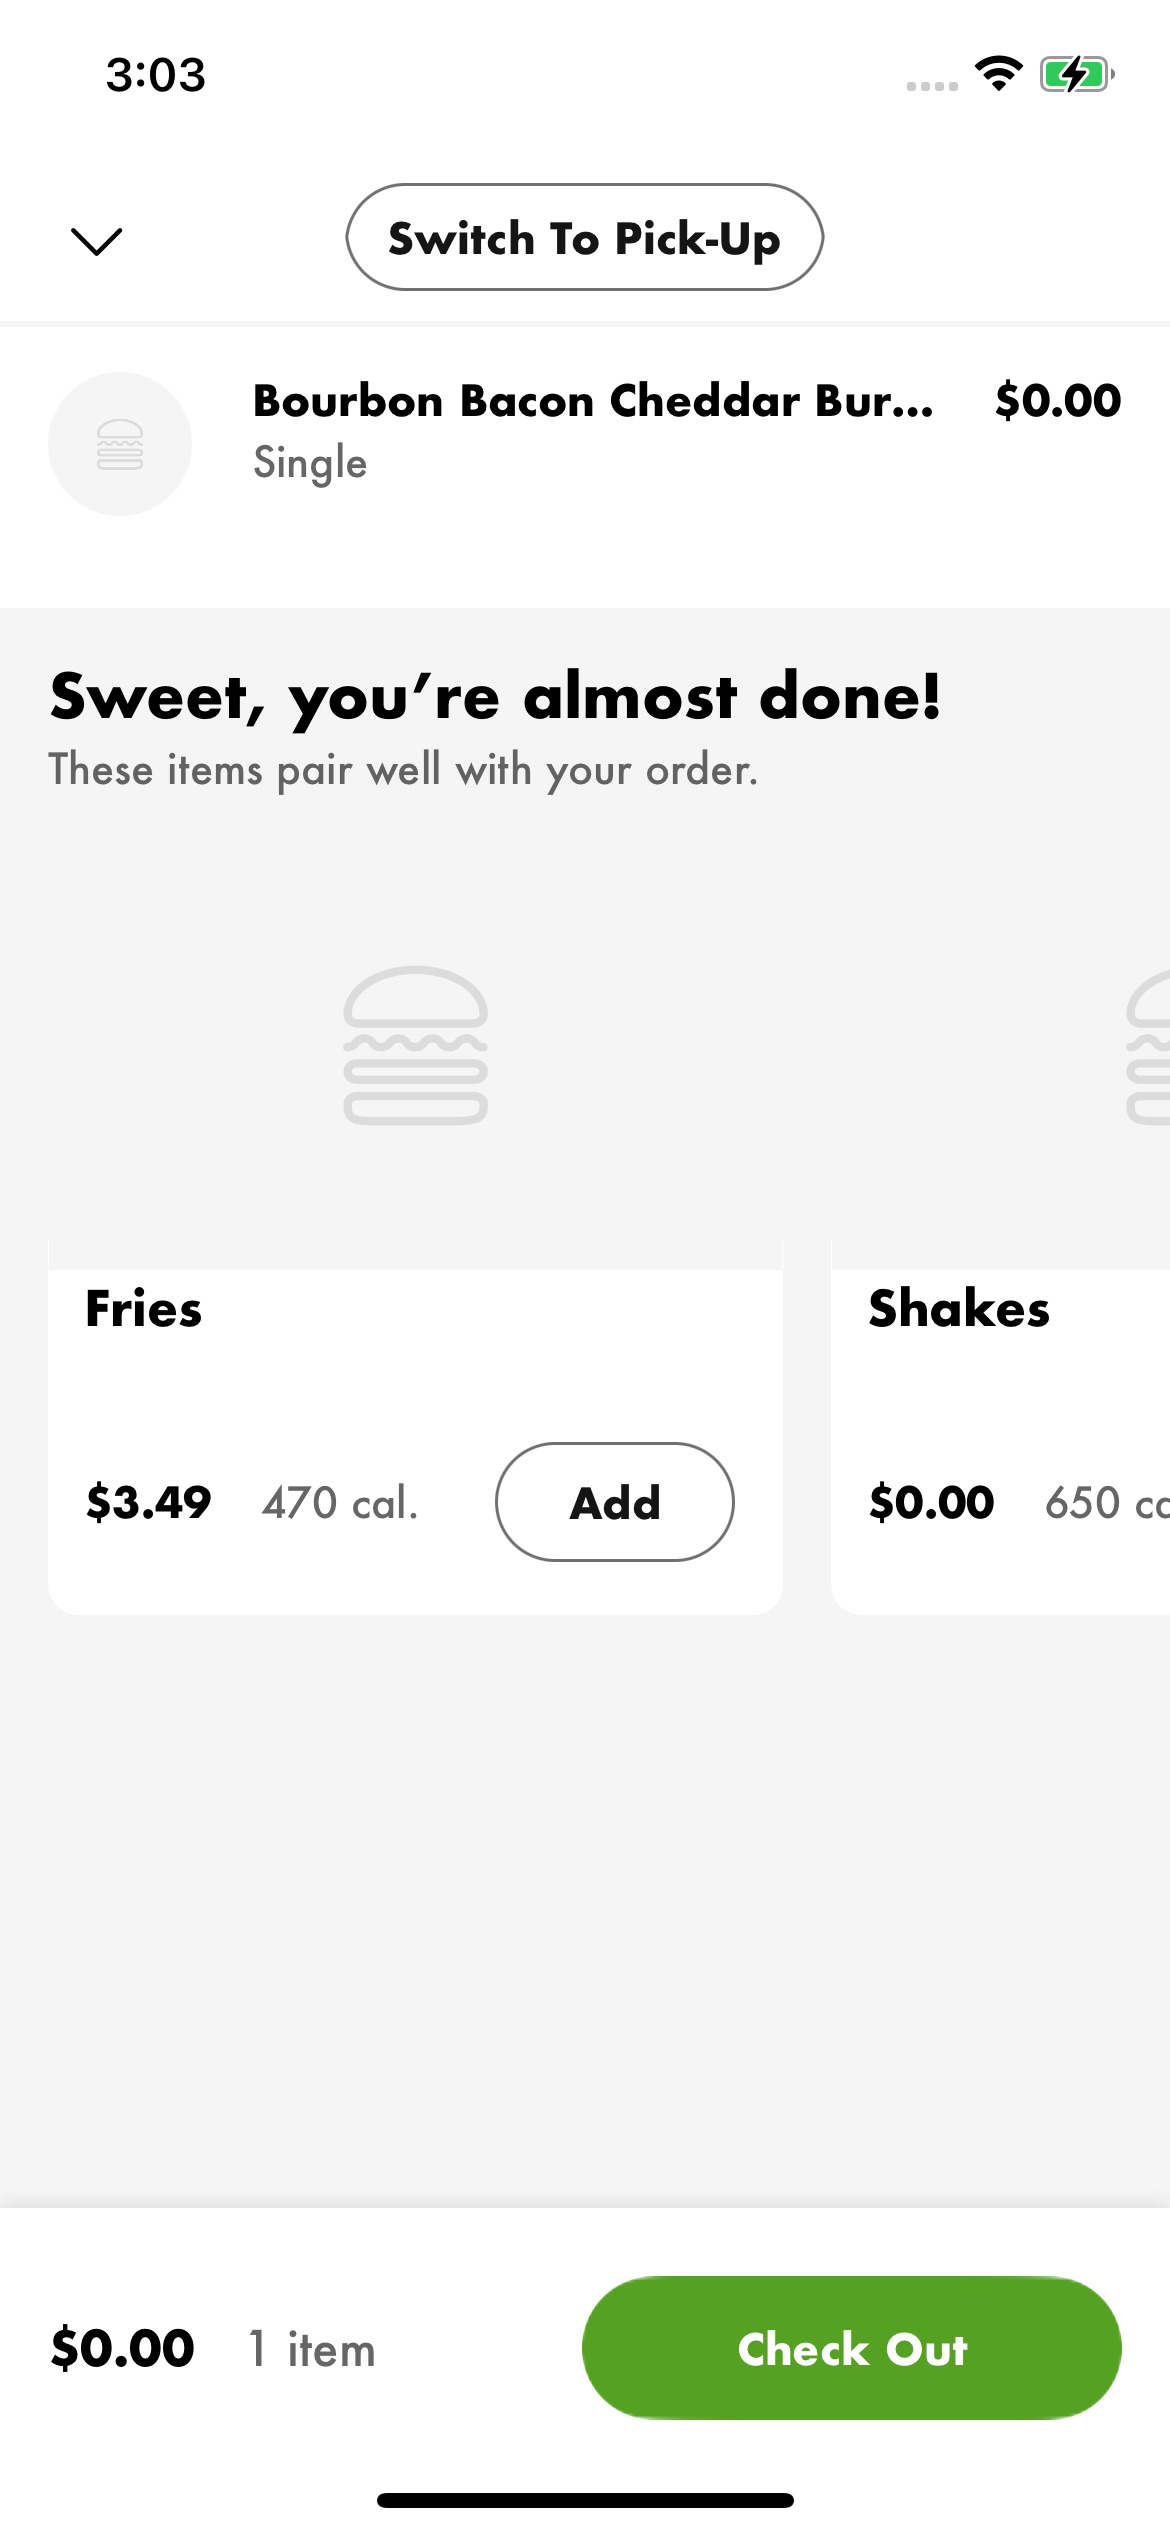 3:03
Switch To Pick-Up
Bourbon Bacon Cheddar Bur... $0.00
Single
Sweet, you’re almost done!
These items pair well with your order.
Fries
$3.49 470 cal. Add
Shakes
$0.00 650 ca
$0.00 1 item Check Out